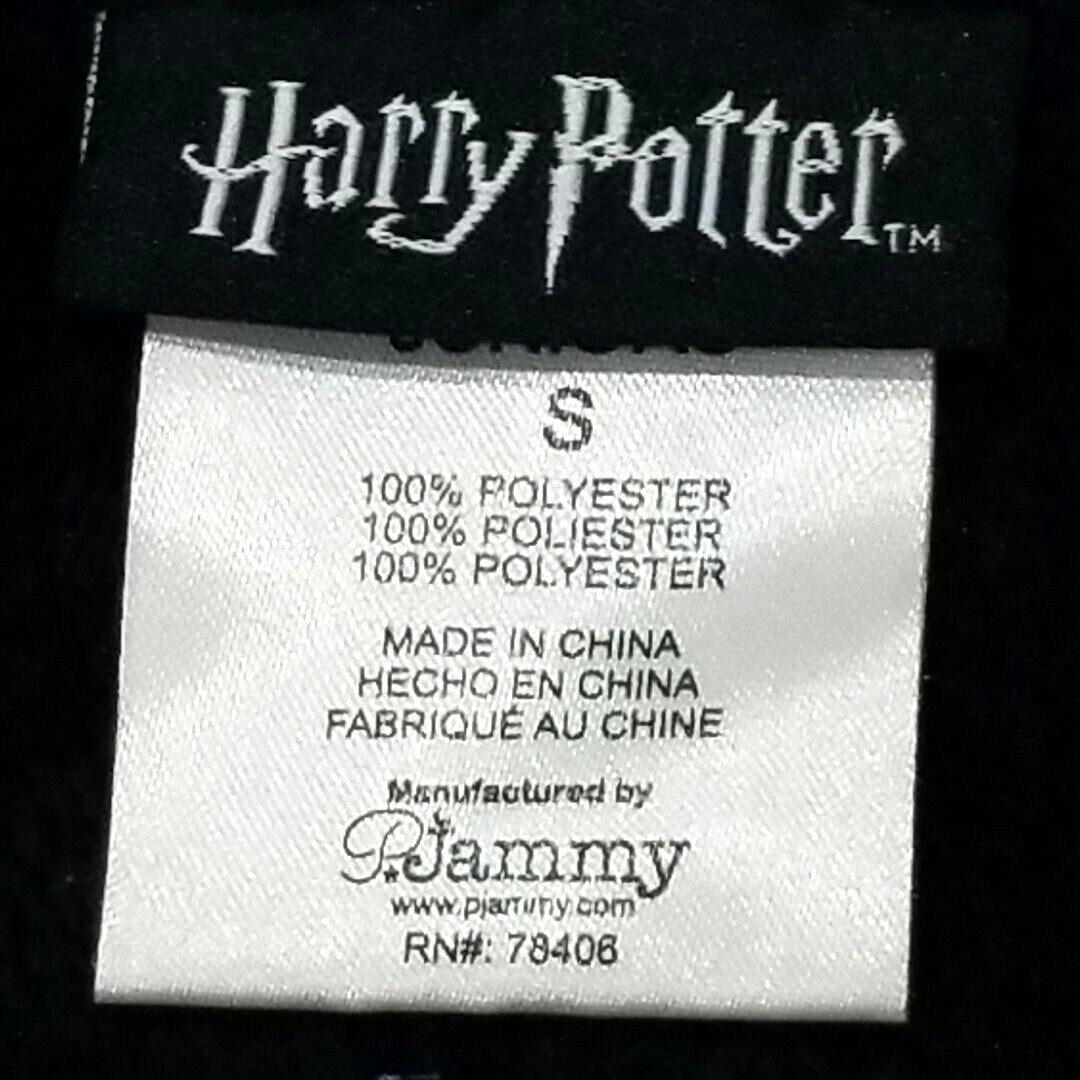 Harry Potter™
S
100% POLYESTER
100% POLIESTER
100% POLYESTER
MADE IN CHINA
HECHO EN CHINA
FABRIQUÉ AU CHINE
Manufactured by
P.Jammy
www.pjammy.com
RN#: 78406